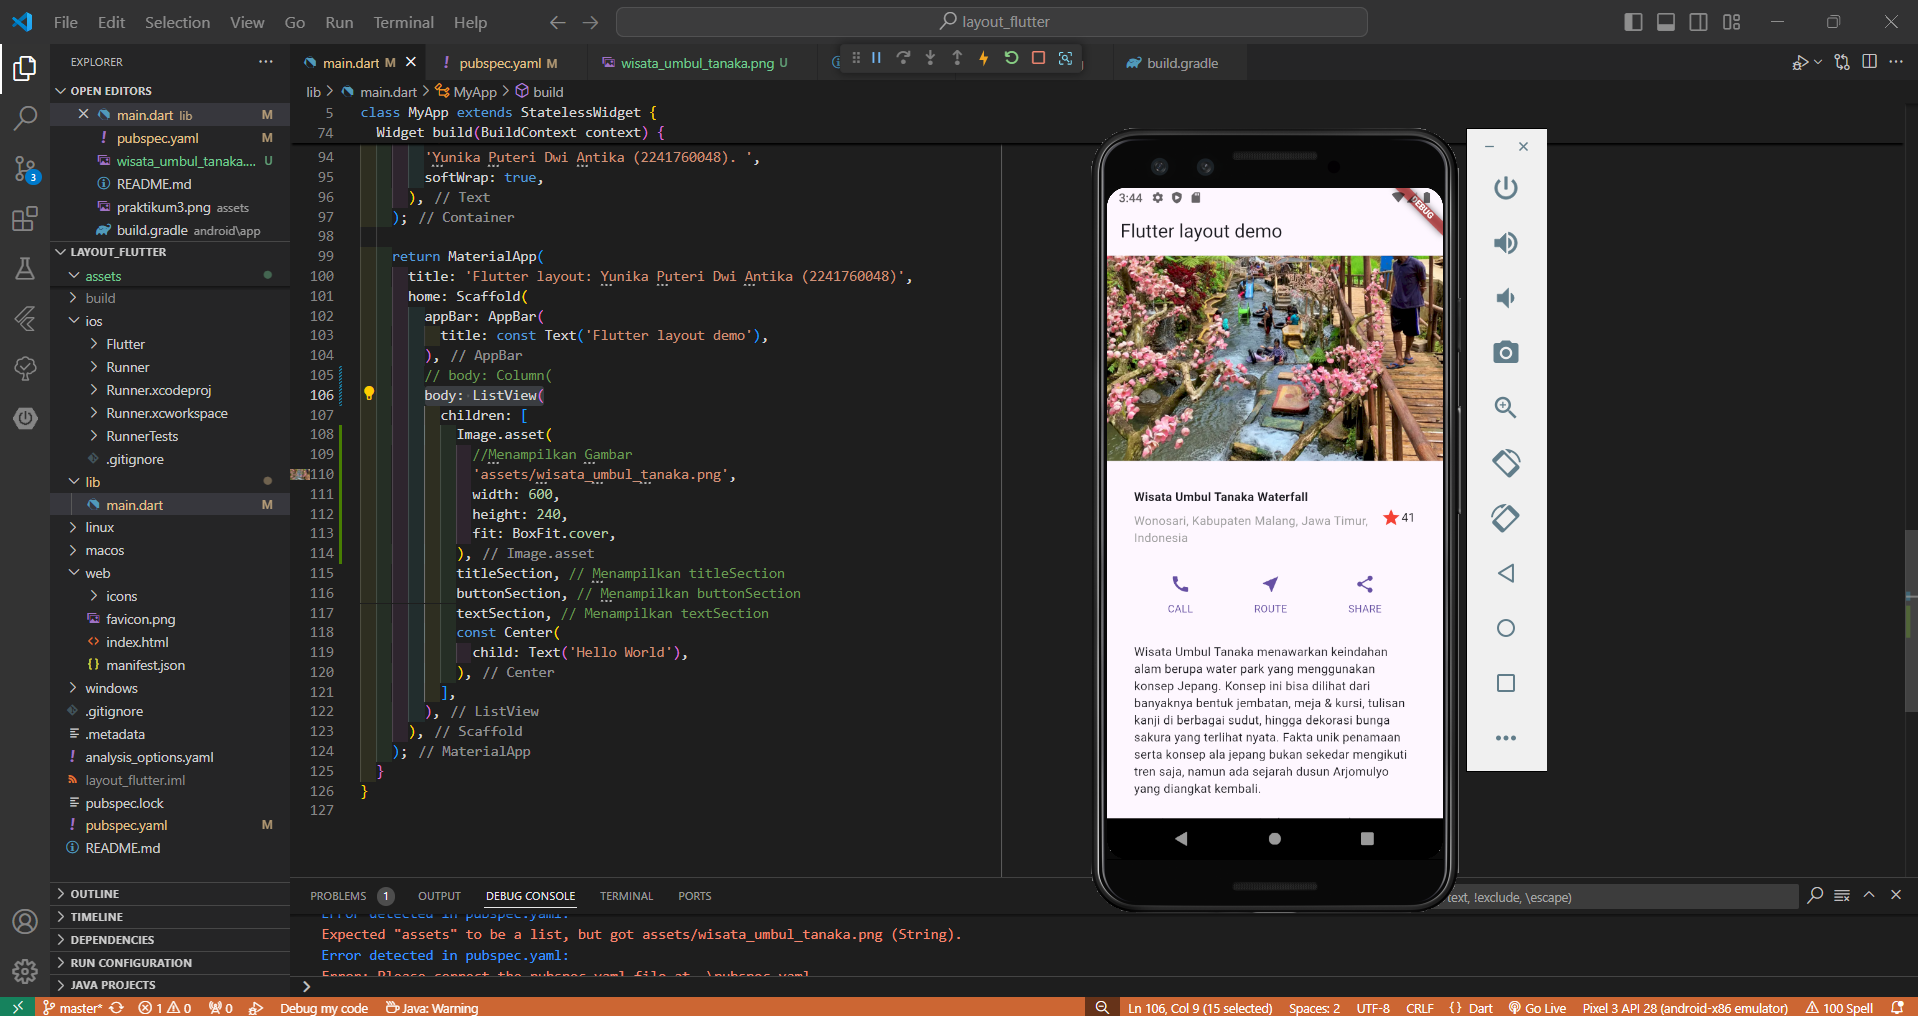 File Edit Selection View Go Run Terminal Help
layout_flutter
EXPLORER
OPEN EDITORS
main.dart lib M
pubspec.yaml M
wisata_umbul_tanaka.... U
README.md
praktikum3.png assets
build.gradle android\app
LAYOUT_FLUTTER
assets
build
ios
Flutter
Runner
Runner.xcodeproj
Runner.xcworkspace
RunnerTests
.gitignore
lib
main.dart M
linux
macos
web
icons
favicon.png
index.html
manifest.json
windows
.gitignore
.metadata
analysis_options.yaml
layout_flutter.iml
pubspec.lock
pubspec.yaml M
README.md
OUTLINE
TIMELINE
DEPENDENCIES
RUN CONFIGURATION
JAVA PROJECTS
3
main.dart M
pubspec.yaml M
wisata_umbul_tanaka.png U
build.gradle
lib > main.dart > MyApp > build
5 class MyApp extends StatelessWidget {
74 Widget build(BuildContext context) {
94 'Yunika Puteri Dwi Antika (2241760048). ',
95 softWrap: true,
96 ), // Text
97 ); // Container
98
99 return MaterialApp(
100 title: 'Flutter layout: Yunika Puteri Dwi Antika (2241760048)',
101 home: Scaffold(
102 appBar: AppBar(
103 title: const Text('Flutter layout demo'),
104 ), // AppBar
105 // body: Column(
106 body: ListView(
107 children: [
108 Image.asset(
109 //Menampilkan Gambar
110 'assets/wisata_umbul_tanaka.png',
111 width: 600,
112 height: 240,
113 fit: BoxFit.cover,
114 ), // Image.asset
115 titleSection, // Menampilkan titleSection
116 buttonSection, // Menampilkan buttonSection
117 textSection, // Menampilkan textSection
118 const Center(
119 child: Text('Hello World'),
120 ), // Center
121 ],
122 ), // ListView
123 ), // Scaffold
124 ); // MaterialApp
125 }
126 }
127
3:44
DEBUG
Flutter layout demo
Wisata Umbul Tanaka Waterfall
Wonosari, Kabupaten Malang, Jawa Timur,
Indonesia
41
CALL ROUTE SHARE
Wisata Umbul Tanaka menawarkan keindahan
alam berupa water park yang menggunakan
konsep Jepang. Konsep ini bisa dilihat dari
banyaknya bentuk jembatan, meja & kursi, tulisan
kanji di berbagai sudut, hingga dekorasi bunga
sakura yang terlihat nyata. Fakta unik penamaan
serta konsep ala jepang bukan sekedar mengikuti
tren saja, namun ada sejarah dusun Arjomulyo
yang diangkat kembali.
PROBLEMS 1 OUTPUT DEBUG CONSOLE TERMINAL PORTS
text, !exclude, \escape)
Error detected in pubspec.yaml:
Expected "assets" to be a list, but got assets/wisata_umbul_tanaka.png (String).
Error detected in pubspec.yaml:
Error: Please correct the pubspec.yaml file at .\pubspec.yaml
master* 1 0 0 Debug my code Java: Warning
Ln 106, Col 9 (15 selected) Spaces: 2 UTF-8 CRLF { } Dart Go Live Pixel 3 API 28 (android-x86 emulator) 100 Spell